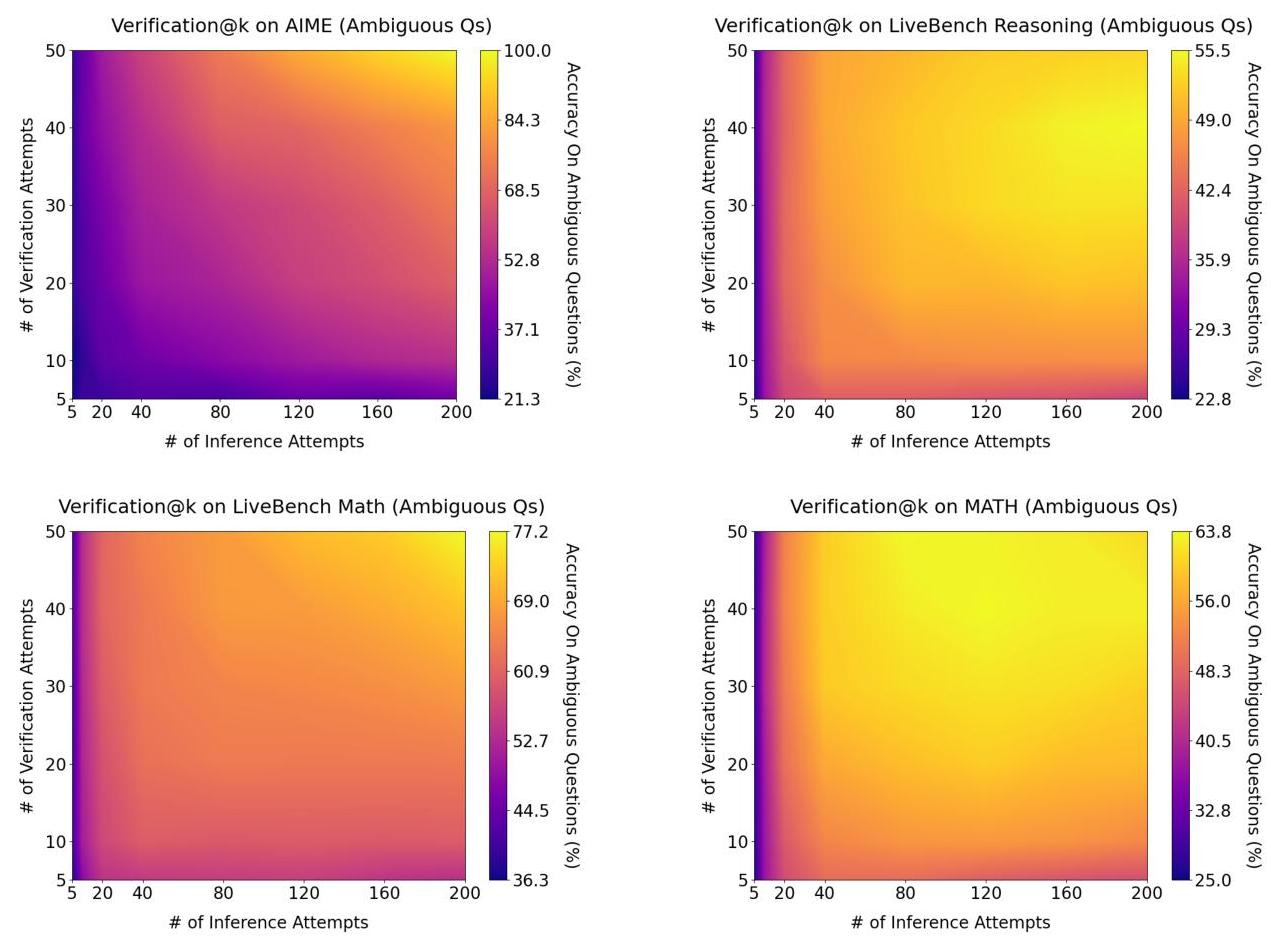 Verification@k on AIME (Ambiguous Qs)
50
40
30
20
10
5
# of Verification Attempts
5 20 40 80 120 160 200
# of Inference Attempts
100.0
84.3
68.5
52.8
37.1
21.3
Accuracy On Ambiguous Questions (%)
Verification@k on LiveBench Reasoning (Ambiguous Qs)
50
40
30
20
10
5
# of Verification Attempts
5 20 40 80 120 160 200
# of Inference Attempts
55.5
49.0
42.4
35.9
29.3
22.8
Accuracy On Ambiguous Questions (%)
Verification@k on LiveBench Math (Ambiguous Qs)
50
40
30
20
10
5
# of Verification Attempts
5 20 40 80 120 160 200
# of Inference Attempts
77.2
69.0
60.9
52.7
44.5
36.3
Accuracy On Ambiguous Questions (%)
Verification@k on MATH (Ambiguous Qs)
50
40
30
20
10
5
# of Verification Attempts
5 20 40 80 120 160 200
# of Inference Attempts
63.8
56.0
48.3
40.5
32.8
25.0
Accuracy On Ambiguous Questions (%)